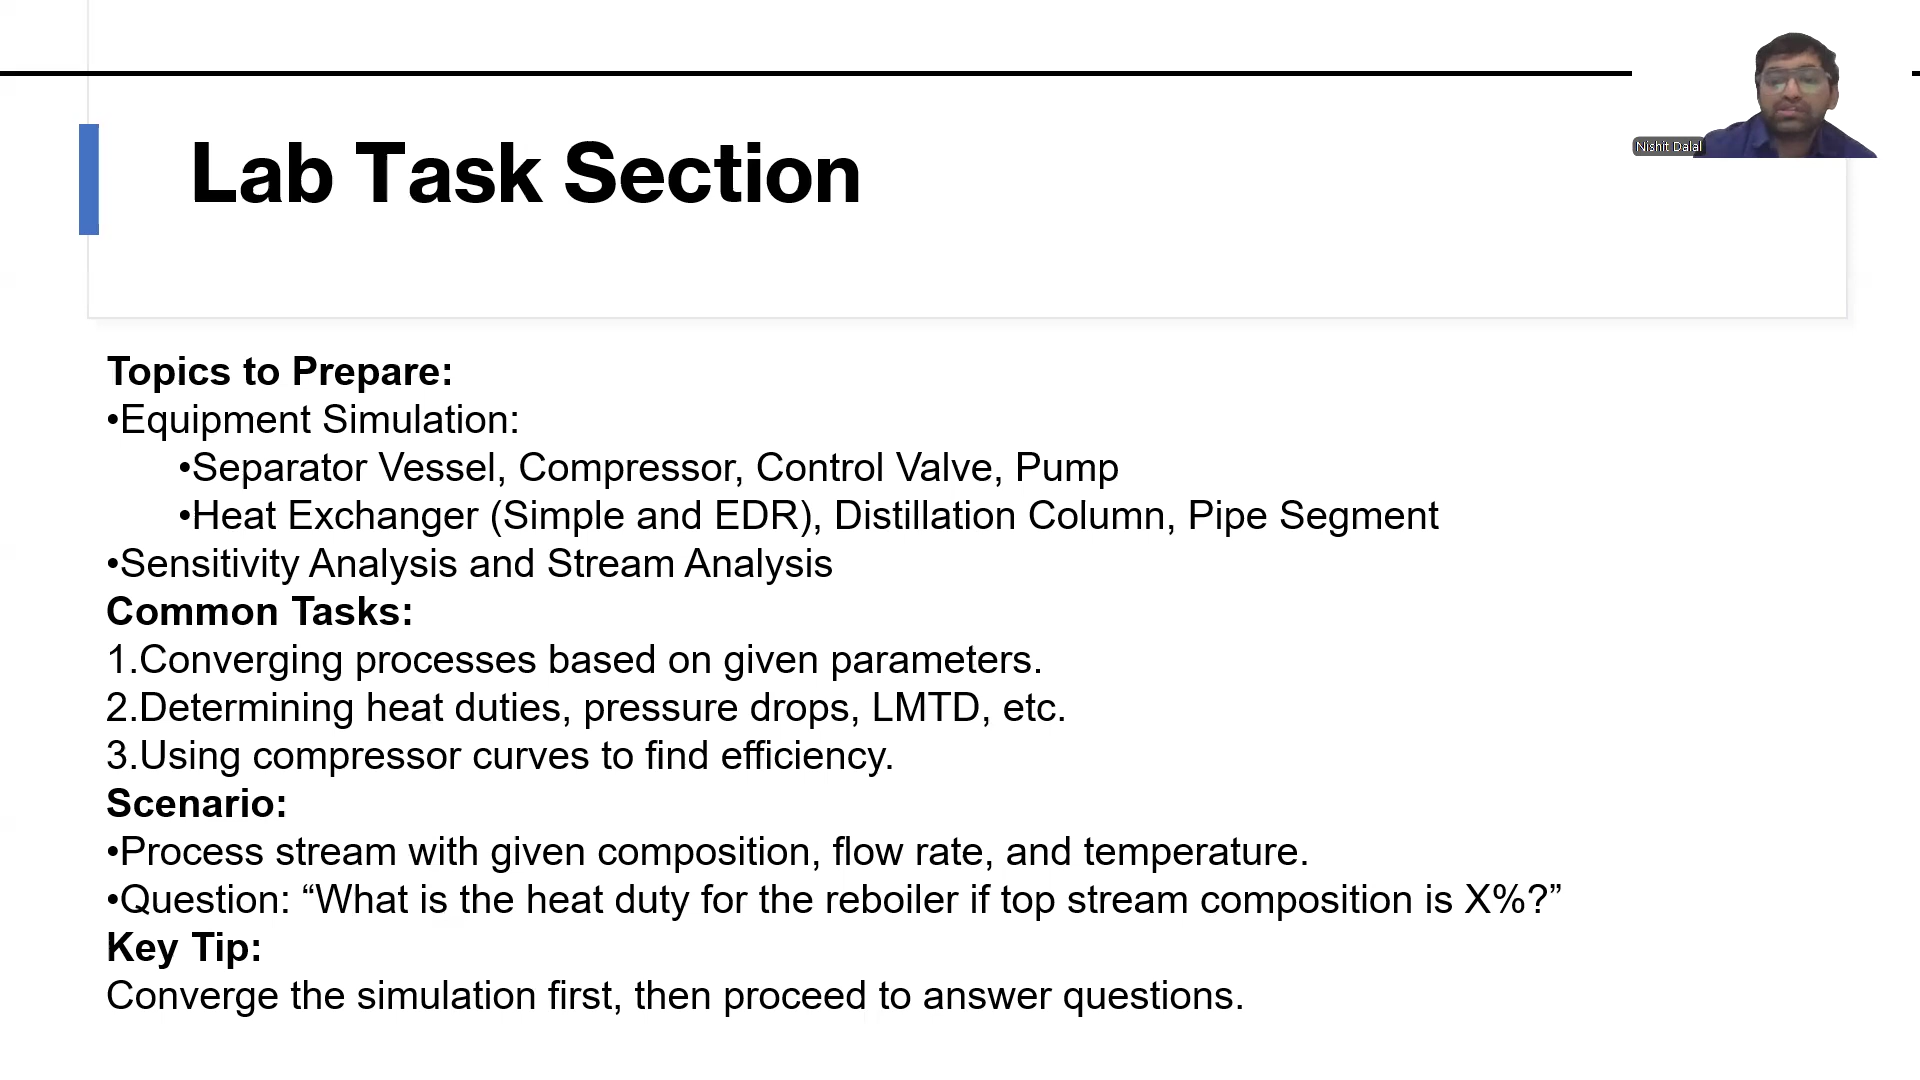 Nishit Dalal
Lab Task Section
Topics to Prepare:
•Equipment Simulation:
•Separator Vessel, Compressor, Control Valve, Pump
•Heat Exchanger (Simple and EDR), Distillation Column, Pipe Segment
•Sensitivity Analysis and Stream Analysis
Common Tasks:
1.Converging processes based on given parameters.
2.Determining heat duties, pressure drops, LMTD, etc.
3.Using compressor curves to find efficiency.
Scenario:
•Process stream with given composition, flow rate, and temperature.
•Question: “What is the heat duty for the reboiler if top stream composition is X%?”
Key Tip:
Converge the simulation first, then proceed to answer questions.